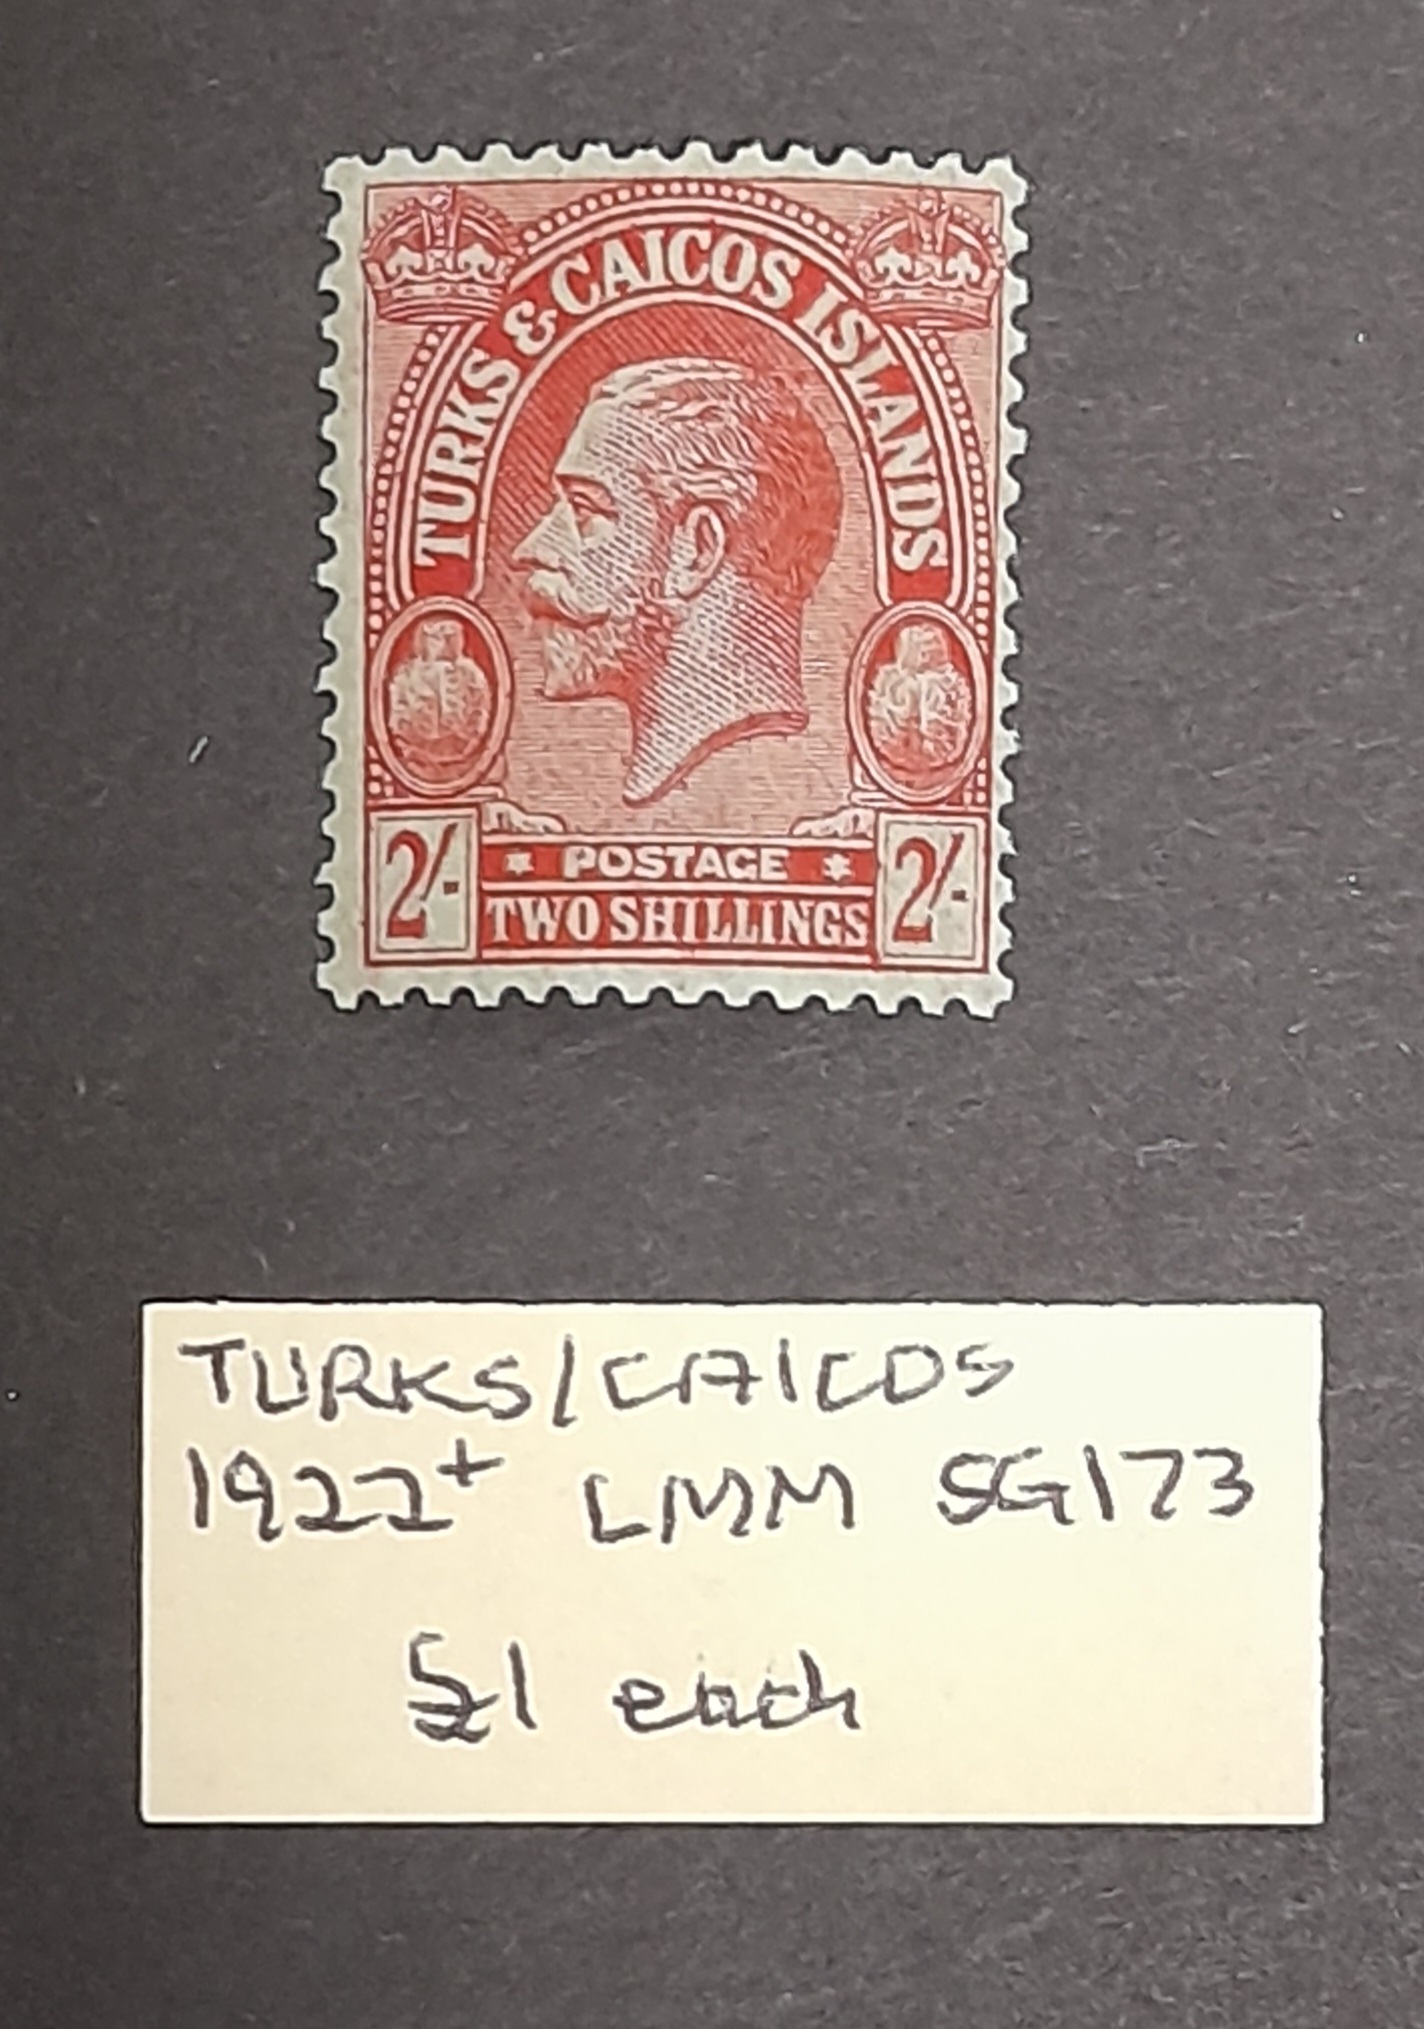 TURKS & CAICOS ISLANDS
2/- 2/-
POSTAGE
TWO SHILLINGS
TURKS/CAICOS
1922+ LMM SG173
£1 each